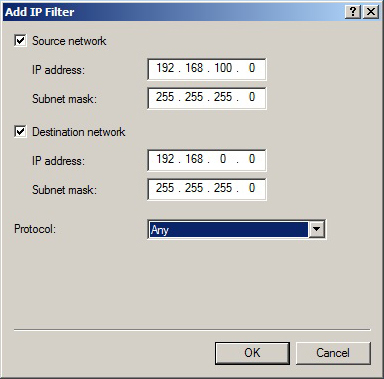 Add IP Filter
Source network
IP address: 192 . 168 . 100 . 0
Subnet mask: 255 . 255 . 255 . 0
Destination network
IP address: 192 . 168 . 0 . 0
Subnet mask: 255 . 255 . 255 . 0
Protocol: Any
OK Cancel